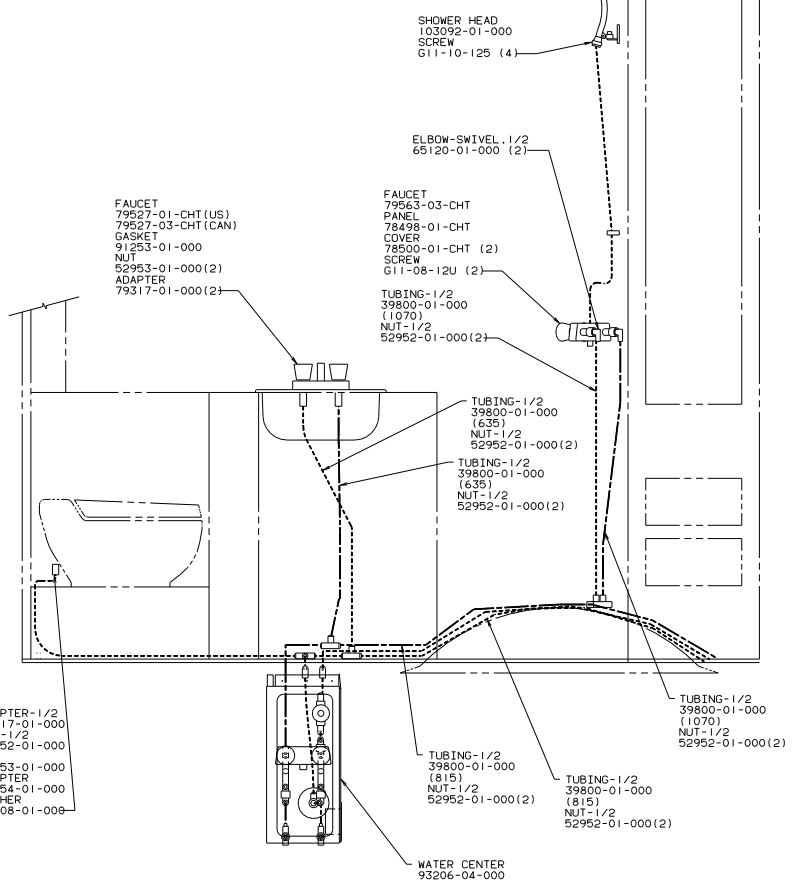 SHOWER HEAD
103092-01-000
SCREW
G11-10-125 (4)
ELBOW-SWIVEL,1/2
65120-01-000 (2)
FAUCET
79527-01-CHT(US)
79527-03-CHT(CAN)
GASKET
91253-01-000
NUT
52953-01-000(2)
ADAPTER
79317-01-000(2)
FAUCET
79563-03-CHT
PANEL
78498-01-CHT
COVER
78500-01-CHT (2)
SCREW
G11-08-12U (2)
TUBING-1/2
39800-01-000
(1070)
NUT-1/2
52952-01-000(2)
TUBING-1/2
39800-01-000
(635)
NUT-1/2
52952-01-000(2)
TUBING-1/2
39800-01-000
(635)
NUT-1/2
52952-01-000(2)
PTER-1/2
17-01-000
-1/2
52-01-000
53-01-000
PTER
54-01-000
HER
08-01-000
TUBING-1/2
39800-01-000
(1070)
NUT-1/2
52952-01-000(2)
TUBING-1/2
39800-01-000
(815)
NUT-1/2
52952-01-000(2)
TUBING-1/2
39800-01-000
(815)
NUT-1/2
52952-01-000(2)
WATER CENTER
93206-04-000